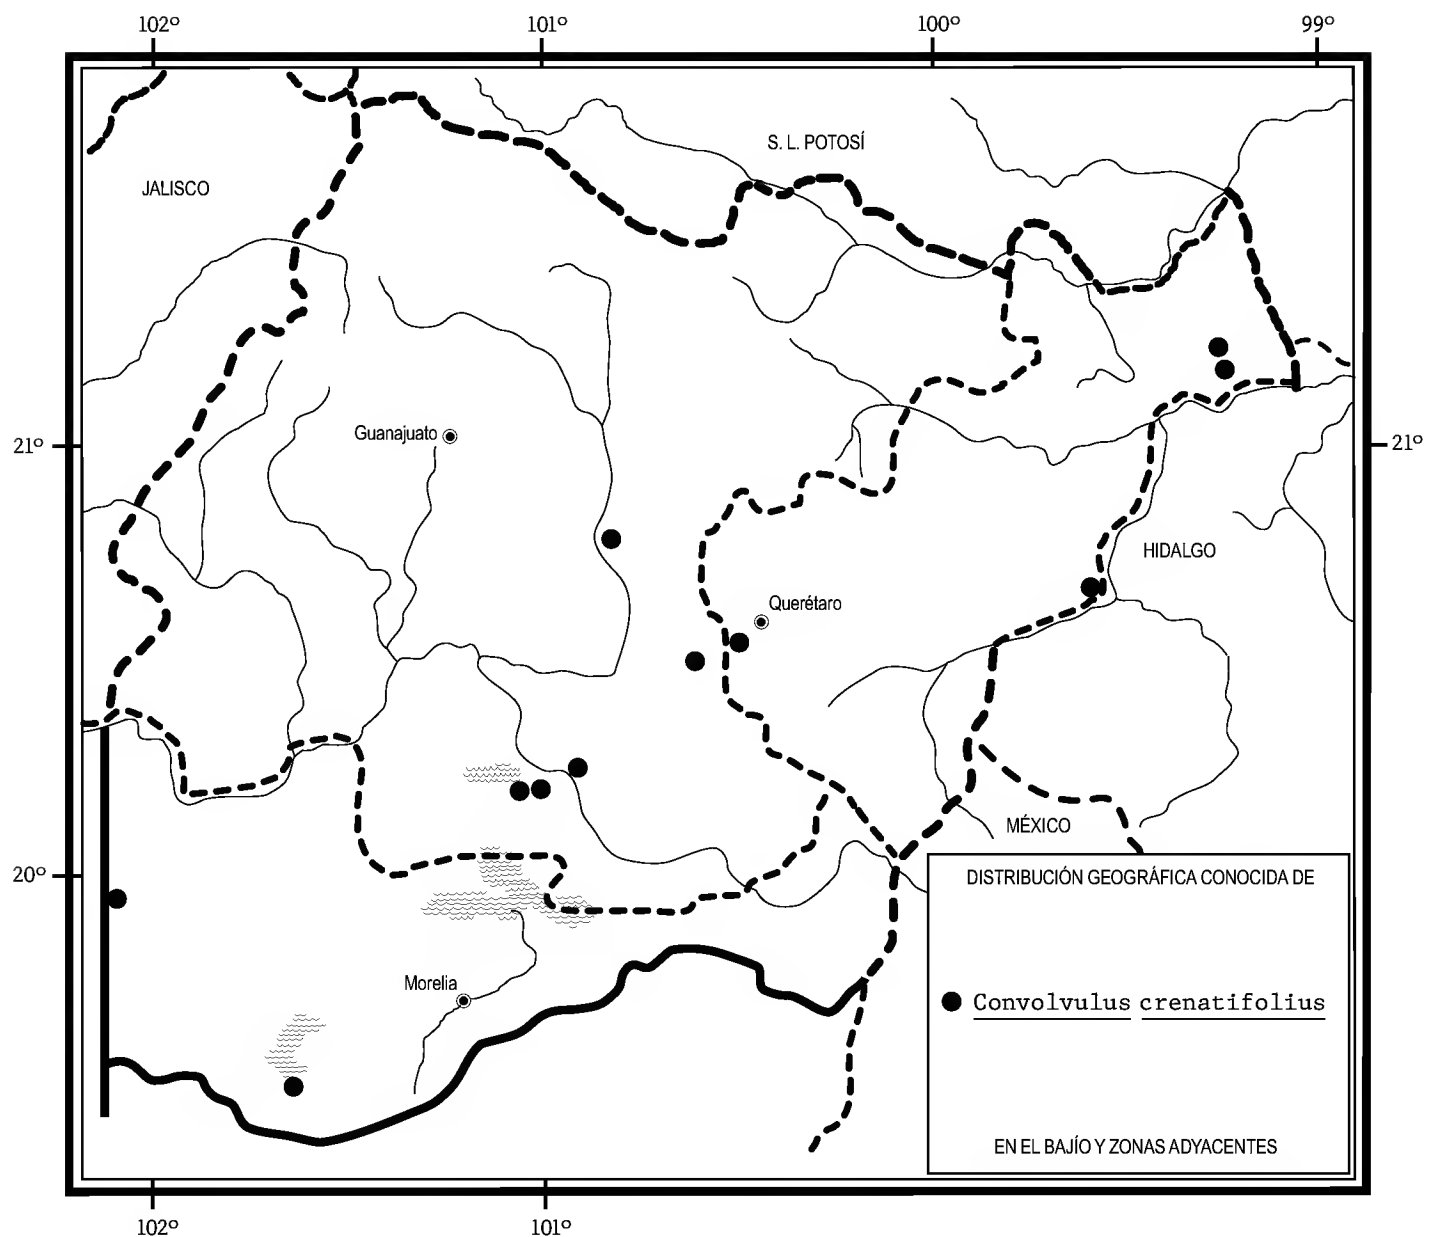 102º 101º 100º 99º
S. L. POTOSÍ
JALISCO
Guanajuato
21º 21º
HIDALGO
Querétaro
MÉXICO
20º
DISTRIBUCIÓN GEOGRÁFICA CONOCIDA DE
Morelia
Convolvulus crenatifolius
EN EL BAJÍO Y ZONAS ADYACENTES
102º 101º